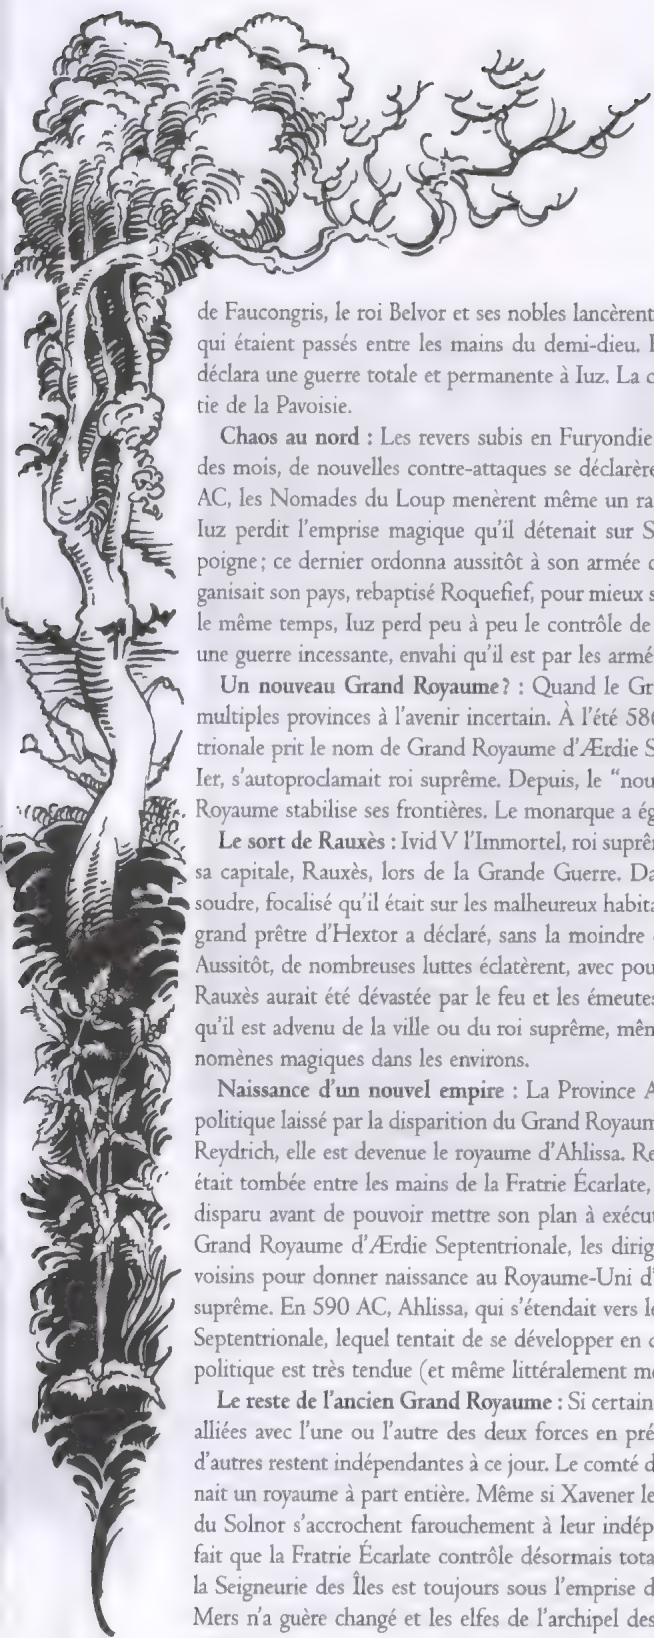 de Faucongris, le roi Belvor et ses nobles lancèrent
qui étaient passés entre les mains du demi-dieu.
déclara une guerre totale et permanente à Iuz. La
tie de la Pavoisie.
Chaos au nord : Les revers subis en Furyondie
des mois, de nouvelles contre-attaques se déclarère
AC, les Nomades du Loup menèrent même un ra
Iuz perdit l'emprise magique qu'il détenait sur S
poigne; ce dernier ordonna aussitôt à son armée
ganisait son pays, rebaptisé Roquefief, pour mieux s
le même temps, Iuz perd peu à peu le contrôle de
une guerre incessante, envahi qu'il est par les armé
Un nouveau Grand Royaume? : Quand le Gr
multiples provinces à l'avenir incertain. À l'été 586
trionale prit le nom de Grand Royaume d'Ærdie S
Ier, s'autoproclamait roi suprême. Depuis, le "nou
Royaume stabilise ses frontières. Le monarque a ég
Le sort de Rauxès : Ivid V l'Immortel, roi suprêm
sa capitale, Rauxès, lors de la Grande Guerre. Da
soudre, focalisé qu'il était sur les malheureux habita
grand prêtre d'Hextor a déclaré, sans la moindre
Aussitôt, de nombreuses luttes éclatèrent, avec pou
Rauxès aurait été dévastée par le feu et les émeutes
qu'il est advenu de la ville ou du roi suprême, mêm
nomènes magiques dans les environs.
Naissance d'un nouvel empire : La Province A
politique laissé par la disparition du Grand Royaum
Reydrich, elle est devenue le royaume d'Ahlissa. Re
était tombée entre les mains de la Fratrie Écarlate,
disparu avant de pouvoir mettre son plan à exécut
Grand Royaume d'Ærdie Septentrionale, les dirig
voisins pour donner naissance au Royaume-Uni d'
suprême. En 590 AC, Ahlissa, qui s'étendait vers le
Septentrionale, lequel tentait de se développer en d
politique est très tendue (et même littéralement mo
Le reste de l'ancien Grand Royaume : Si certain
alliées avec l'une ou l'autre des deux forces en pré
d'autres restent indépendantes à ce jour. Le comté d
nait un royaume à part entière. Même si Xavener le
du Solnor s'accrochent farouchement à leur indép
fait que la Fratrie Écarlate contrôle désormais tota
la Seigneurie des Îles est toujours sous l'emprise d
Mers n'a guère changé et les elfes de l'archipel des